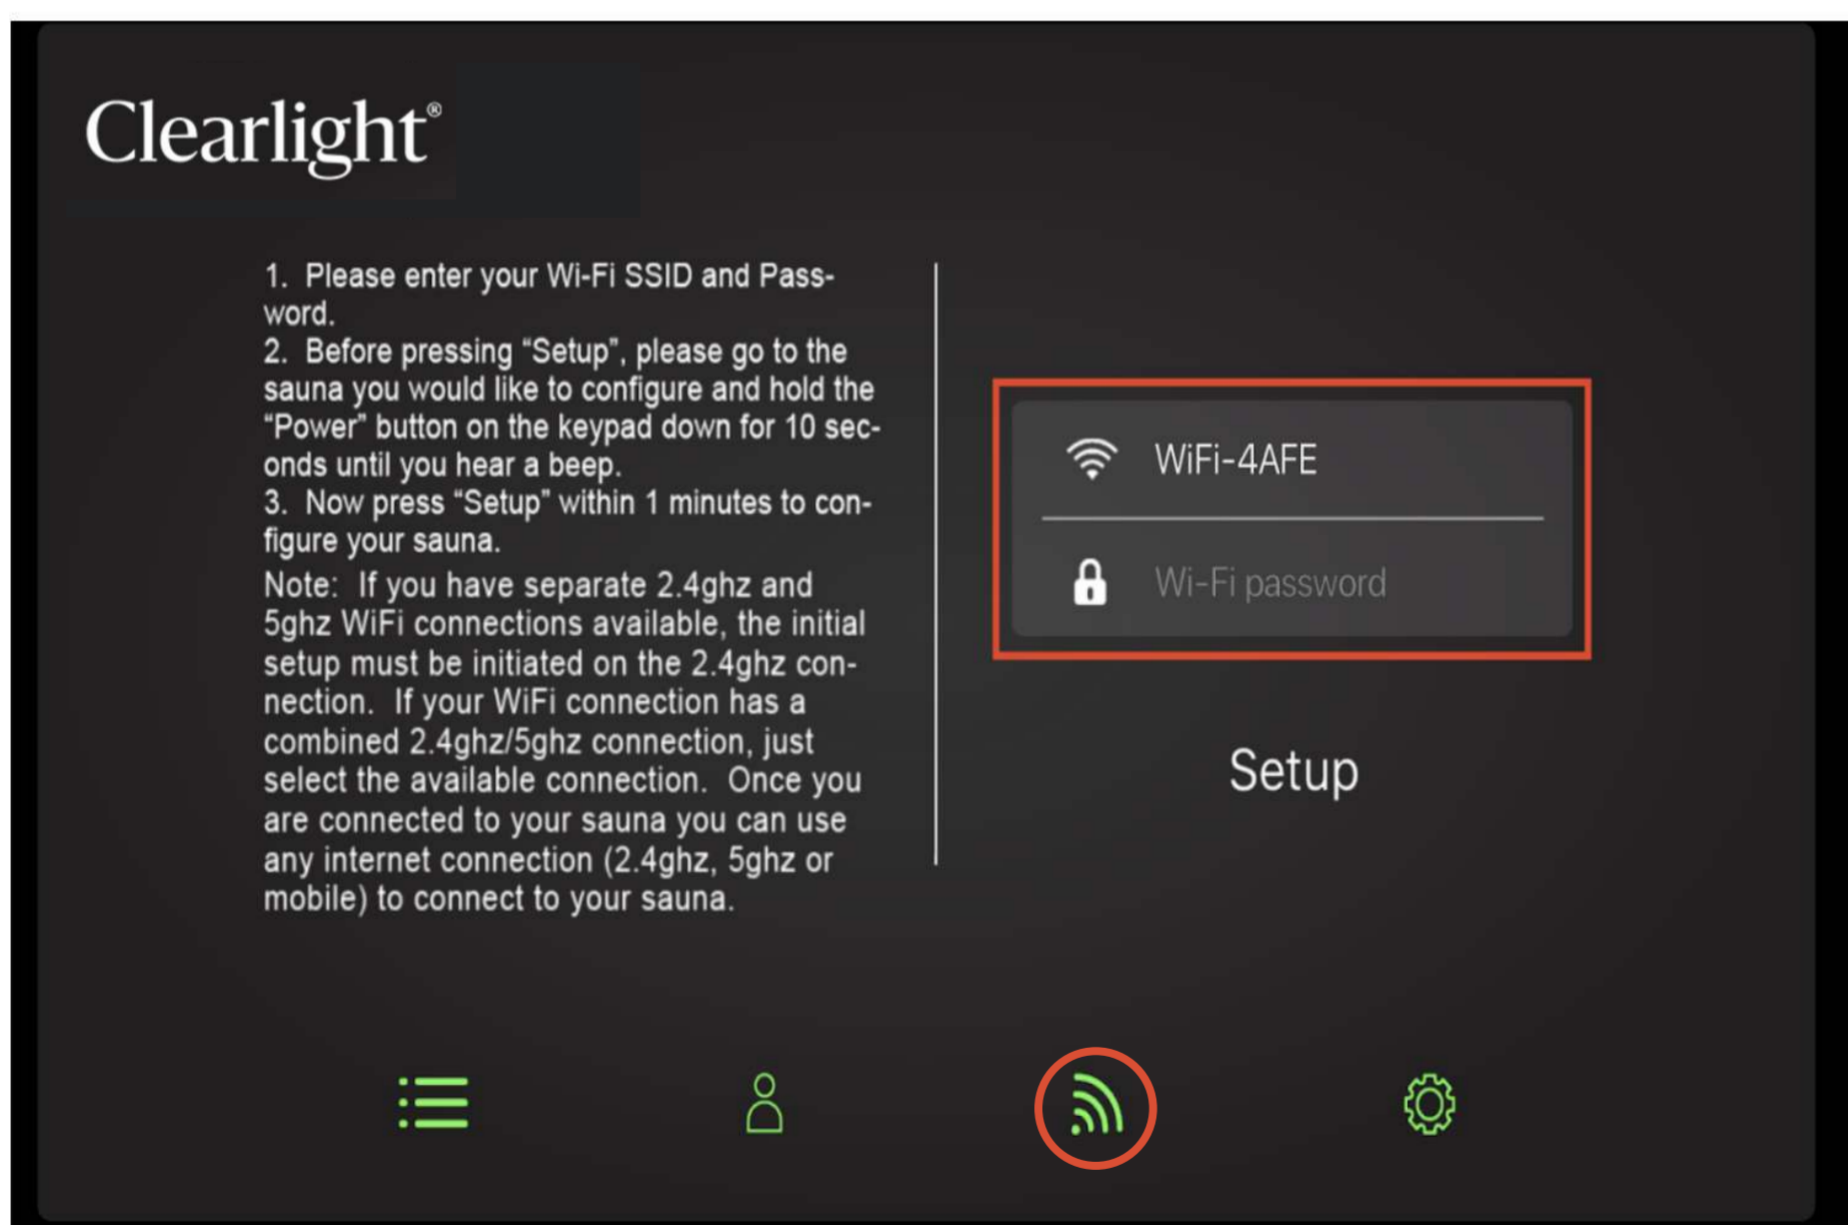 Clearlight®
1. Please enter your Wi-Fi SSID and Pass-
word.
2. Before pressing “Setup”, please go to the
sauna you would like to configure and hold the
“Power” button on the keypad down for 10 sec-
onds until you hear a beep.
3. Now press “Setup” within 1 minutes to con-
figure your sauna.
Note: If you have separate 2.4ghz and
5ghz WiFi connections available, the initial
setup must be initiated on the 2.4ghz con-
nection. If your WiFi connection has a
combined 2.4ghz/5ghz connection, just
select the available connection. Once you
are connected to your sauna you can use
any internet connection (2.4ghz, 5ghz or
mobile) to connect to your sauna.
WiFi-4AFE
Wi-Fi password
Setup